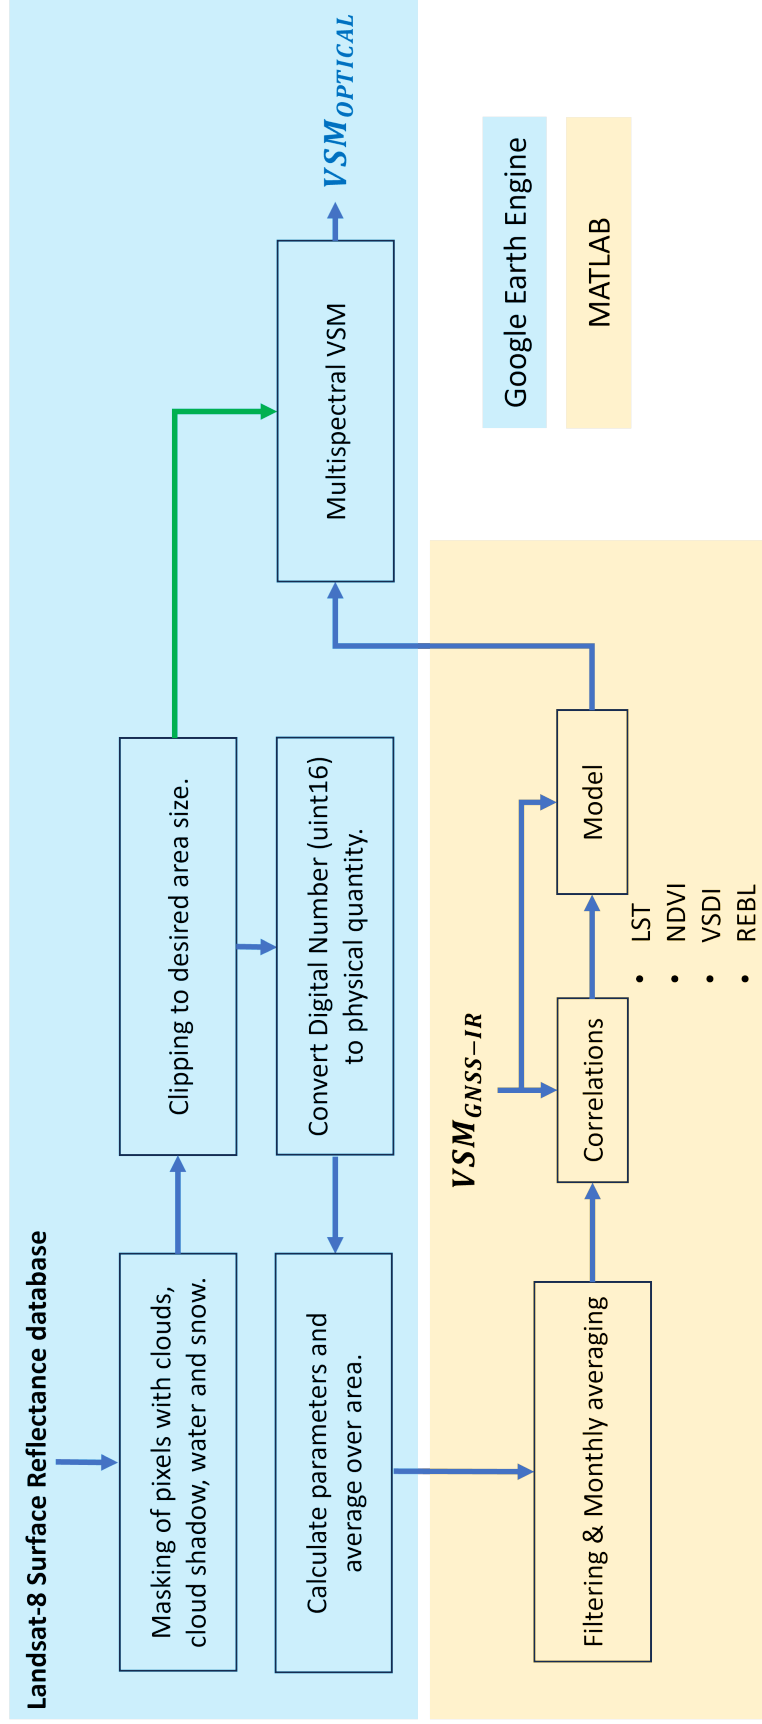 Landsat-8 Surface Reflectance database
Masking of pixels with clouds,
cloud shadow, water and snow.
Clipping to desired area size.
Convert Digital Number (uint16)
to physical quantity.
Calculate parameters and
average over area.
Multispectral VSM
VSM_OPTICAL
Filtering & Monthly averaging
VSM_GNSS−IR
Correlations
Model
• LST
• NDVI
• VSDI
• REBL
Google Earth Engine
MATLAB